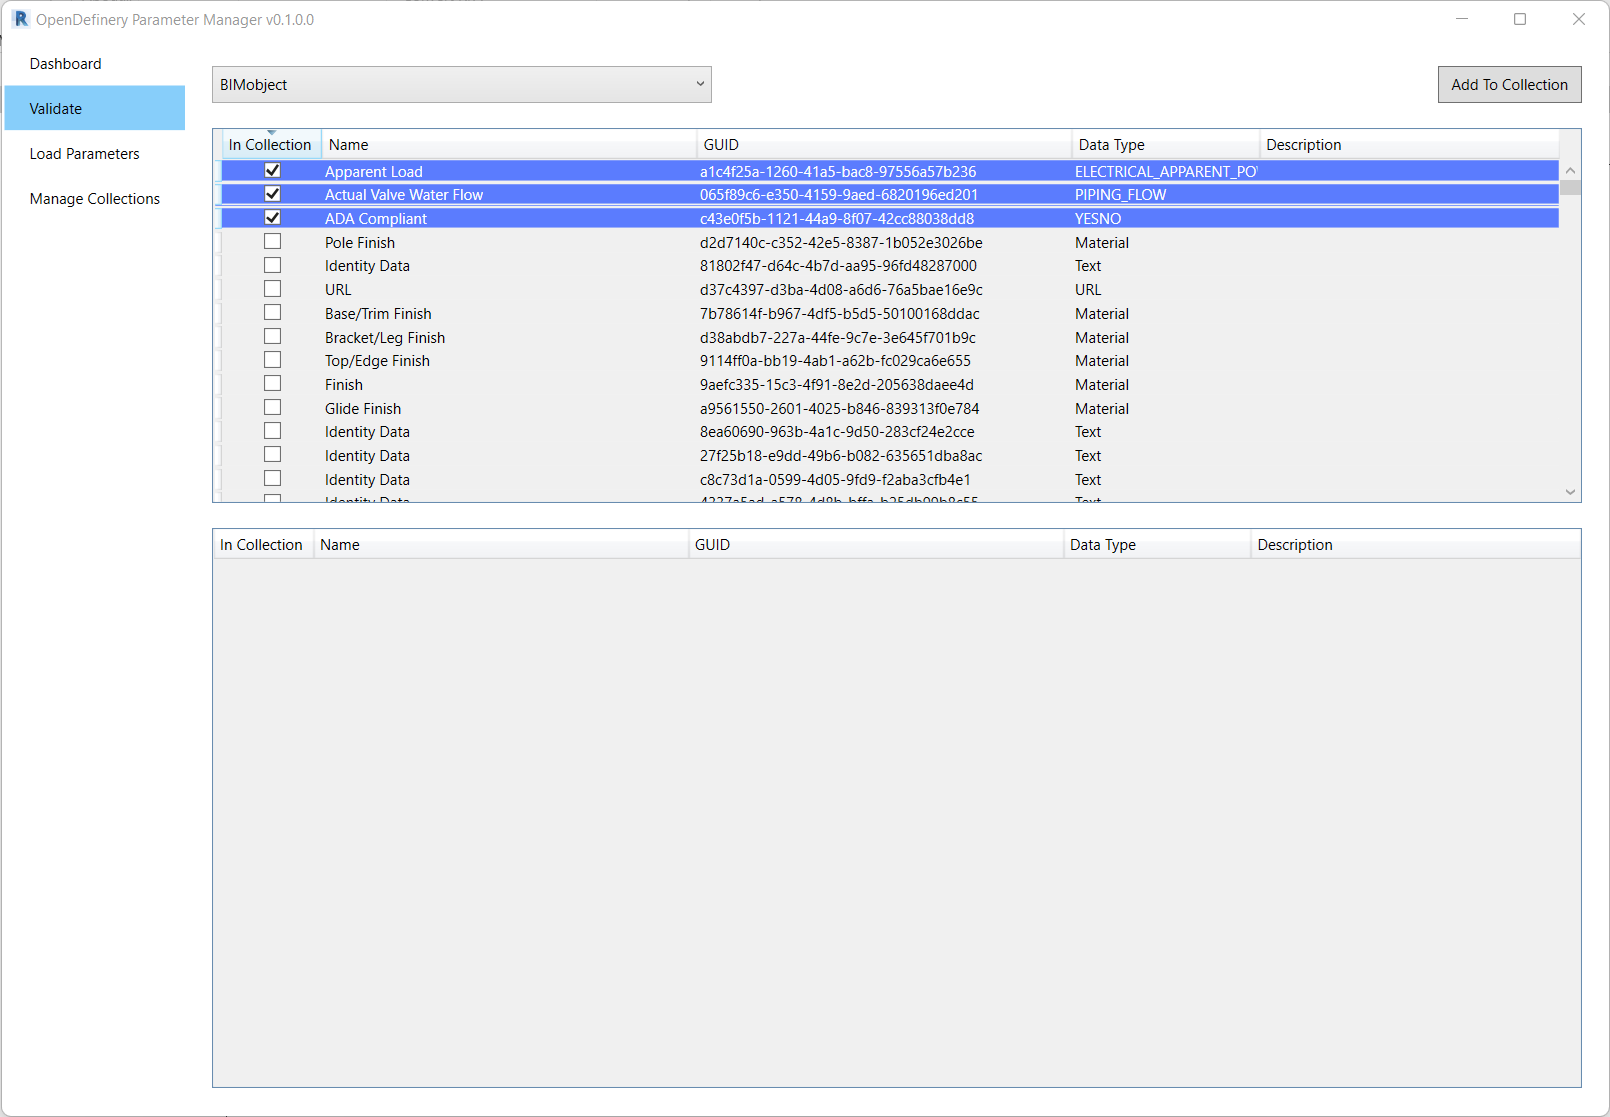 OpenDefinery Parameter Manager v0.1.0.0
Dashboard
Validate
Load Parameters
Manage Collections
BIMobject
Add To Collection
In Collection Name GUID Data Type Description
Apparent Load a1c4f25a-1260-41a5-bac8-97556a57b236 ELECTRICAL_APPARENT_PO
Actual Valve Water Flow 065f89c6-e350-4159-9aed-6820196ed201 PIPING_FLOW
ADA Compliant c43e0f5b-1121-44a9-8f07-42cc88038dd8 YESNO
Pole Finish d2d7140c-c352-42e5-8387-1b052e3026be Material
Identity Data 81802f47-d64c-4b7d-aa95-96fd48287000 Text
URL d37c4397-d3ba-4d08-a6d6-76a5bae16e9c URL
Base/Trim Finish 7b78614f-b967-4df5-b5d5-50100168ddac Material
Bracket/Leg Finish d38abdb7-227a-44fe-9c7e-3e645f701b9c Material
Top/Edge Finish 9114ff0a-bb19-4ab1-a62b-fc029ca6e655 Material
Finish 9aefc335-15c3-4f91-8e2d-205638daee4d Material
Glide Finish a9561550-2601-4025-b846-839313f0e784 Material
Identity Data 8ea60690-963b-4a1c-9d50-283cf24e2cce Text
Identity Data 27f25b18-e9dd-49b6-b082-635651dba8ac Text
Identity Data c8c73d1a-0599-4d05-9fd9-f2aba3cfb4e1 Text
Identity Data Text
In Collection Name GUID Data Type Description